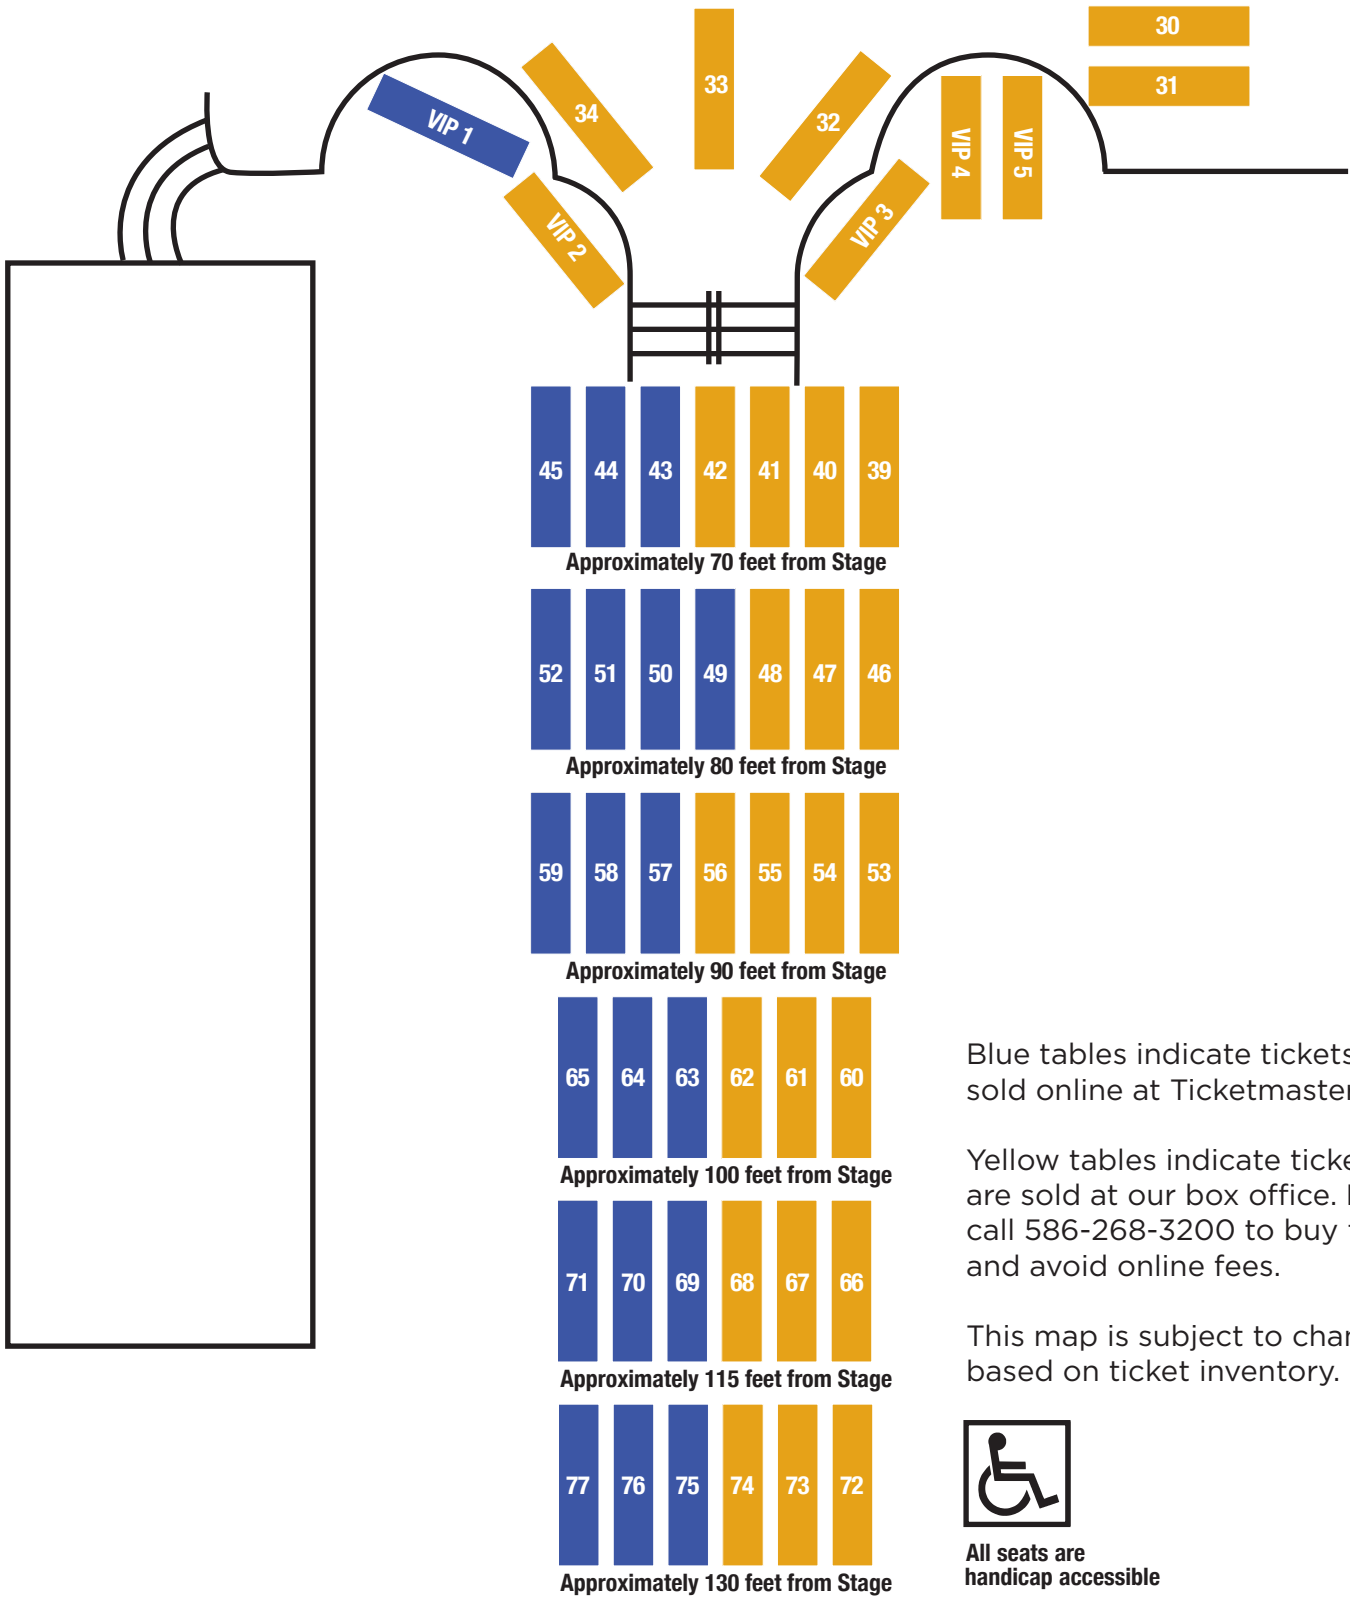 30
31
33
34
32
VIP 1
VIP 4
VIP 5
VIP 2
VIP 3
45 44 43 42 41 40 39
Approximately 70 feet from Stage
52 51 50 49 48 47 46
Approximately 80 feet from Stage
59 58 57 56 55 54 53
Approximately 90 feet from Stage
65 64 63 62 61 60
Approximately 100 feet from Stage
71 70 69 68 67 66
Approximately 115 feet from Stage
77 76 75 74 73 72
Approximately 130 feet from Stage
Blue tables indicate tickets
sold online at Ticketmaster
Yellow tables indicate
are sold at our box office.
call 586-268-3200 to buy
and avoid online fees.
This map is subject to
based on ticket inventory.
All seats are
handicap accessible